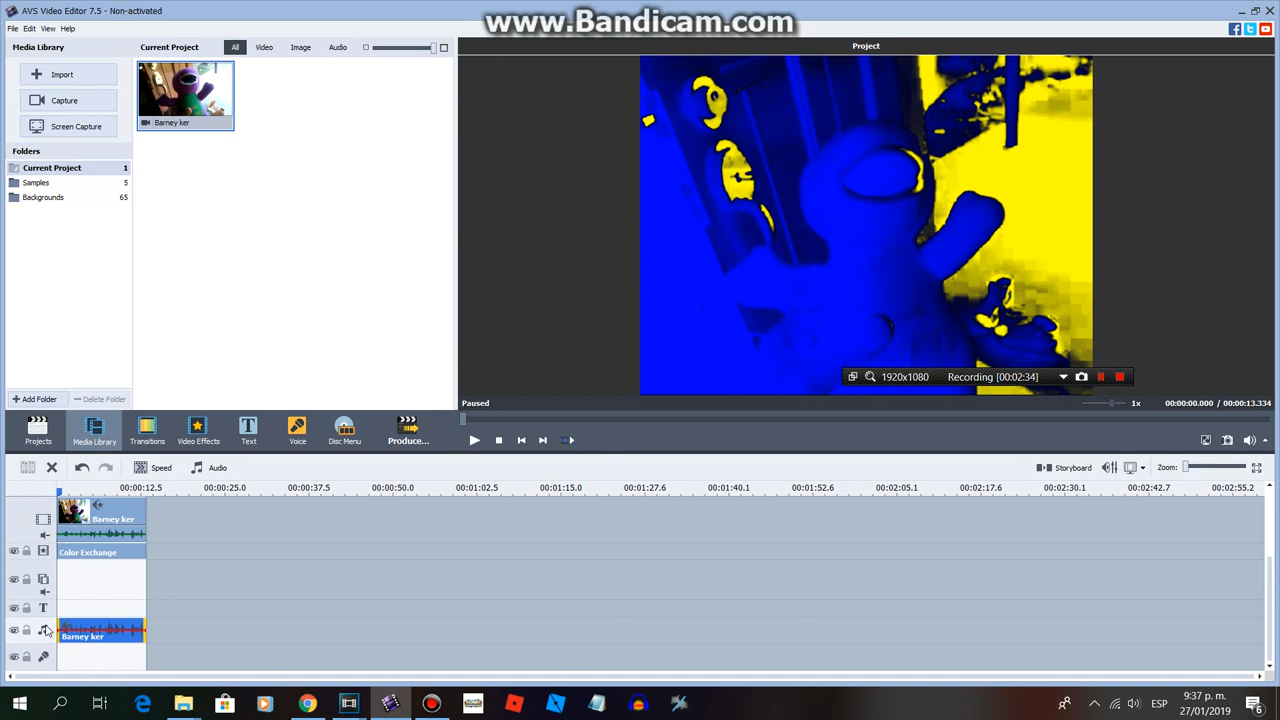 AVS Video Editor 7.5 - Non-activated
www.Bandicam.com
File Edit View Help
Media Library
Current Project
All Video Image Audio
Project
Import
Capture
Screen Capture
Barney ker
Folders
Current Project 1
Samples 5
Backgrounds 65
1920x1080 Recording [00:02:34]
Add Folder Delete Folder
Paused
1x 00:00:00.000 / 00:00:13.334
Projects Media Library Transitions Video Effects Text Voice Disc Menu Produce...
Speed Audio
Storyboard Zoom:
00:00:12.5 00:00:25.0 00:00:37.5 00:00:50.0 00:01:02.5 00:01:15.0 00:01:27.6 00:01:40.1 00:01:52.6 00:02:05.1 00:02:17.6 00:02:30.1 00:02:42.7 00:02:55.2
Barney ker
Color Exchange
T
Barney ker
ESP
9:37 p. m.
27/01/2019
6